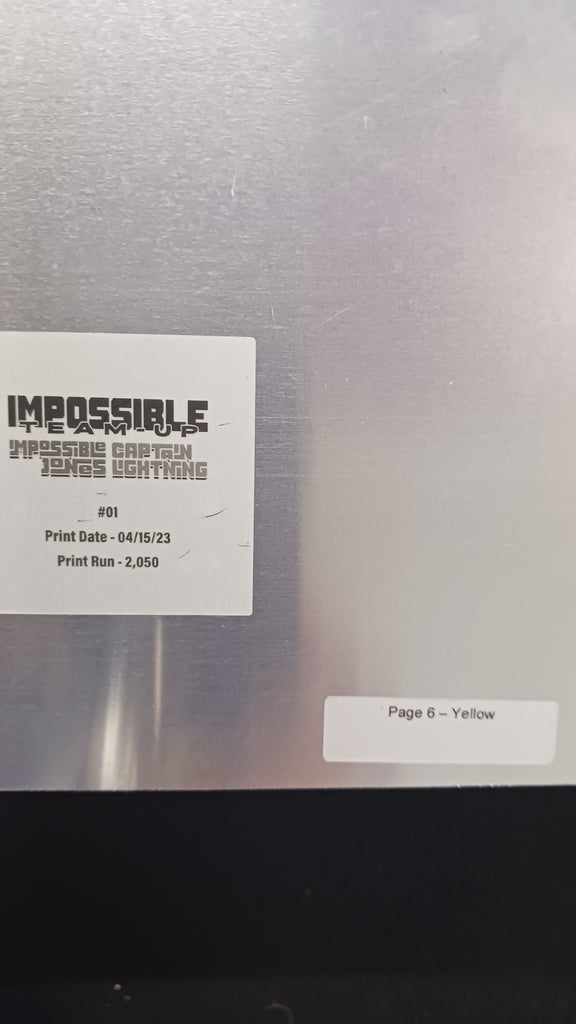 IMPOSSIBLE
TEAM-UP
IMPOSSIBLE CAPTAIN
JONES LIGHTNING
#01
Print Date - 04/15/23
Print Run - 2,050
Page 6 – Yellow